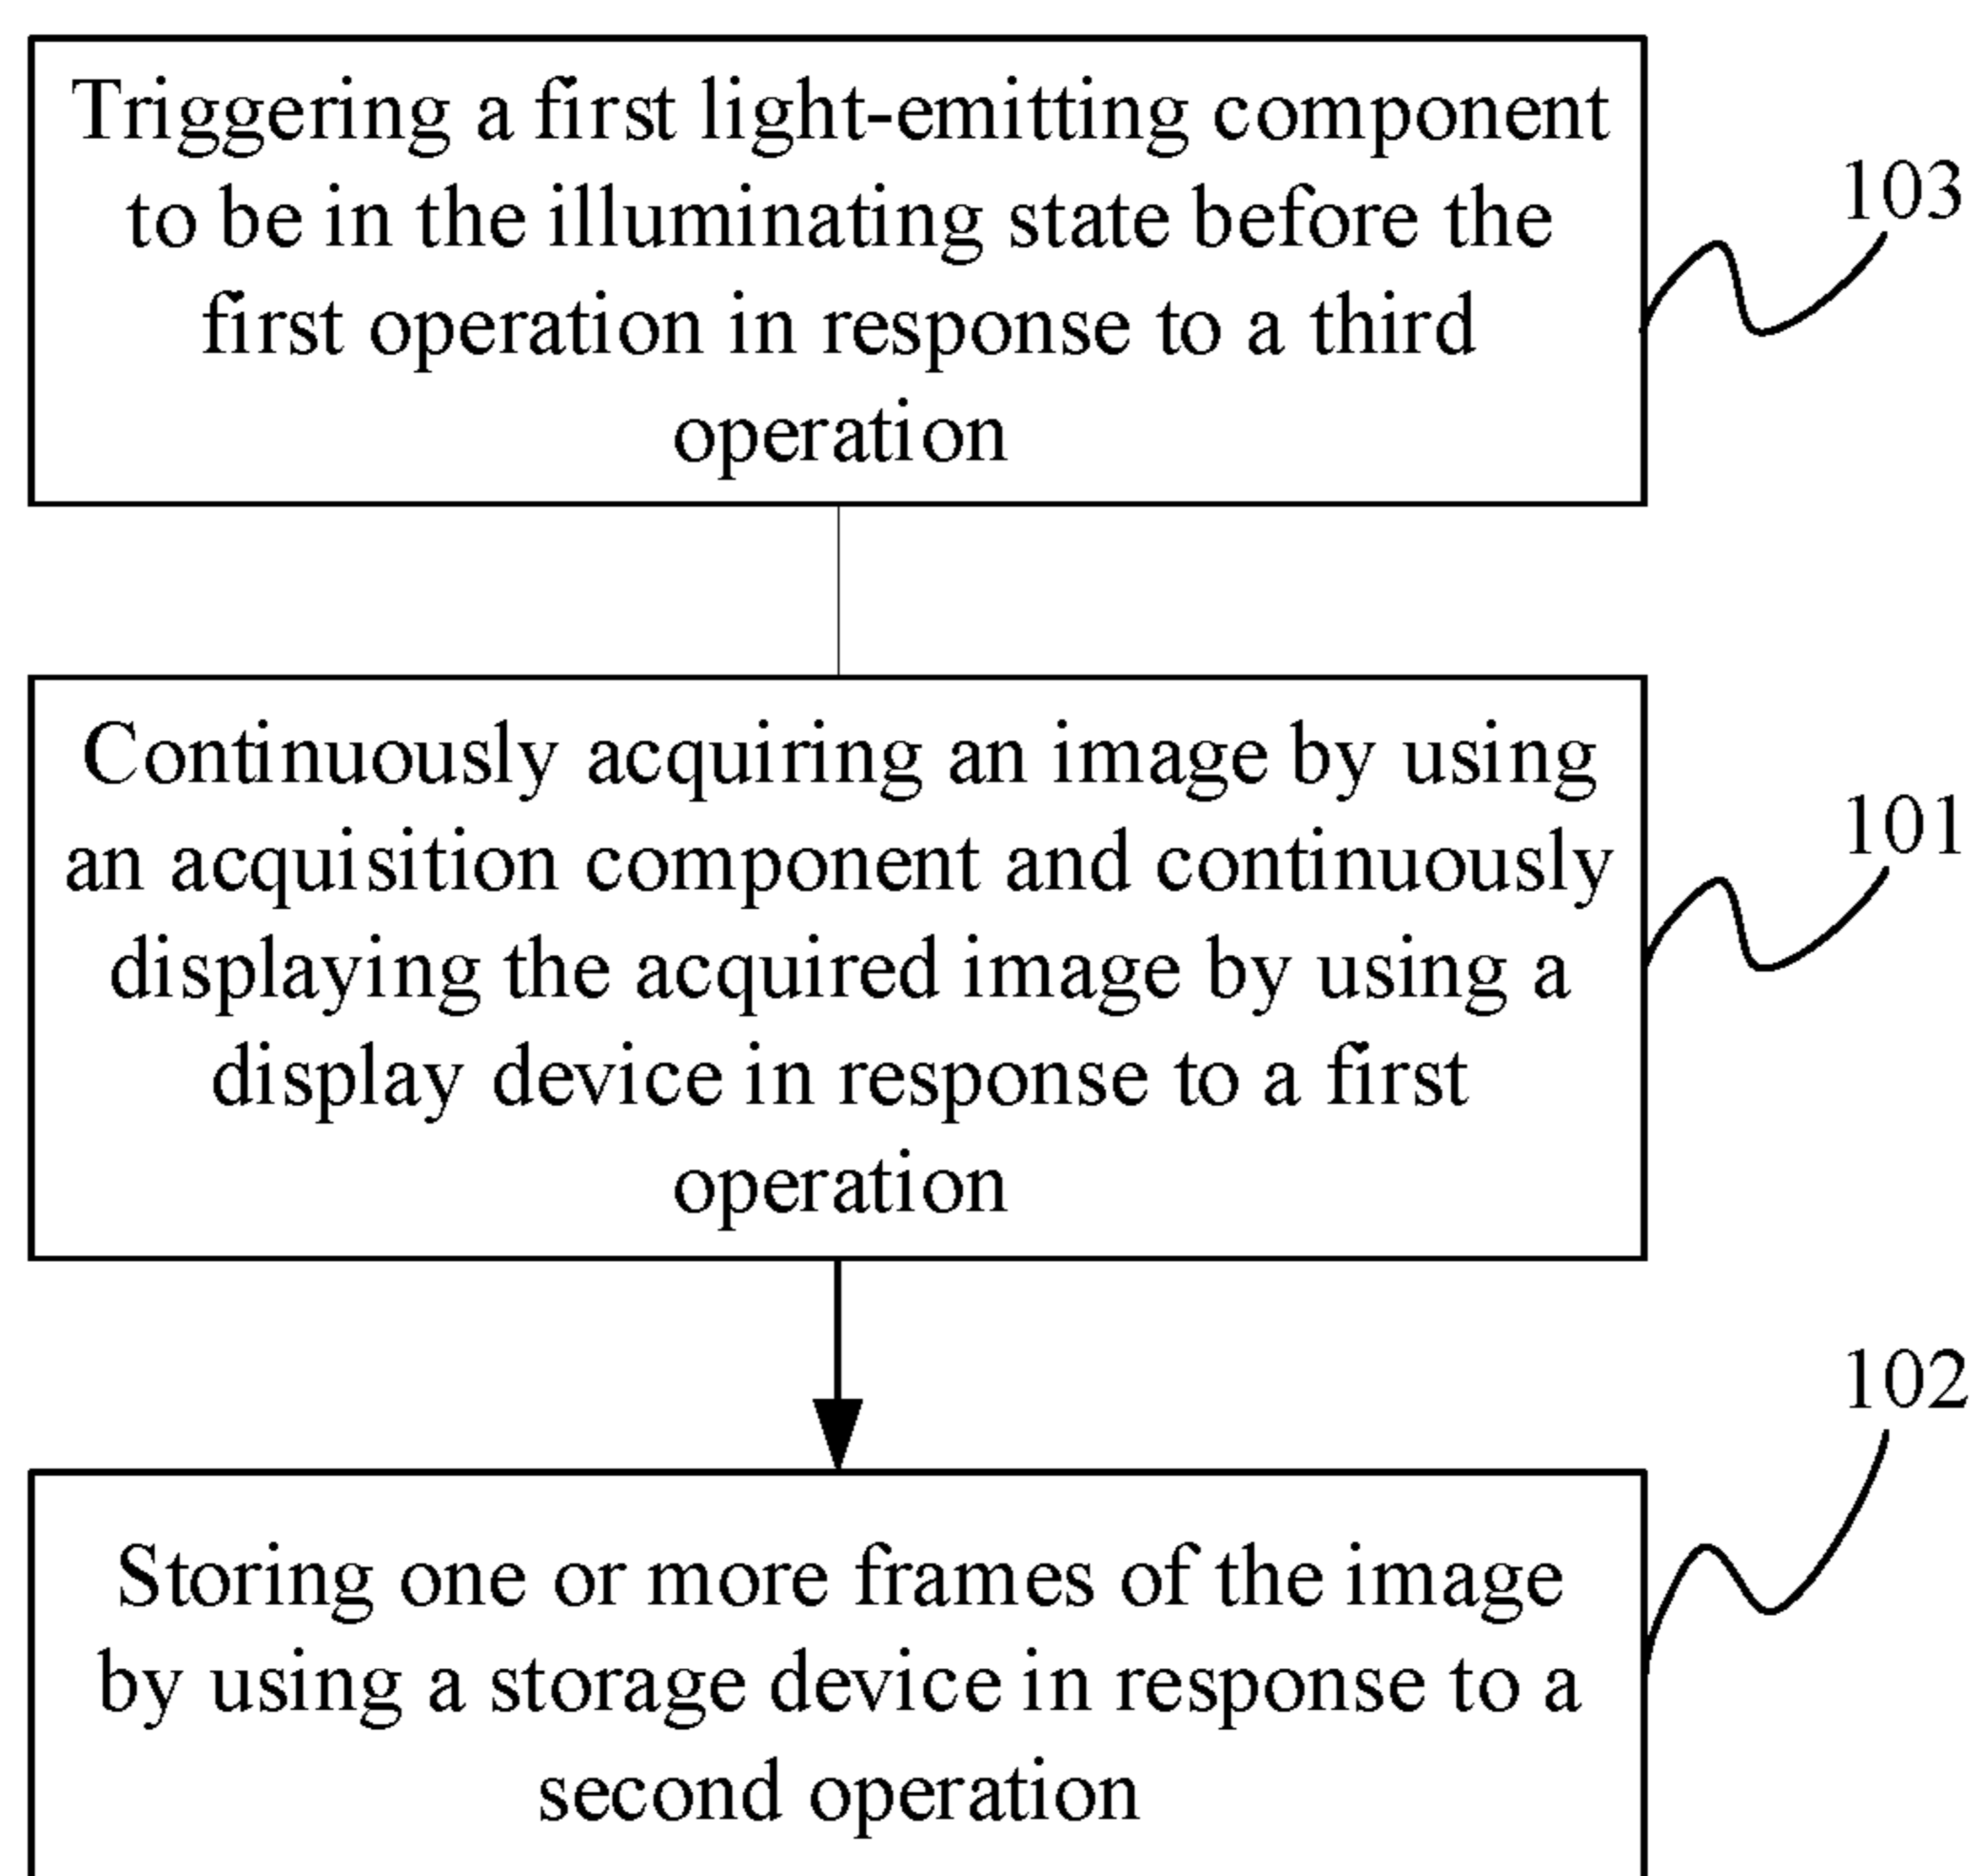 Triggering a first light-emitting component
to be in the illuminating state before the
first operation in response to a third
operation
103
Continuously acquiring an image by using
an acquisition component and continuously
displaying the acquired image by using a
display device in response to a first
operation
101
Storing one or more frames of the image
by using a storage device in response to a
second operation
102